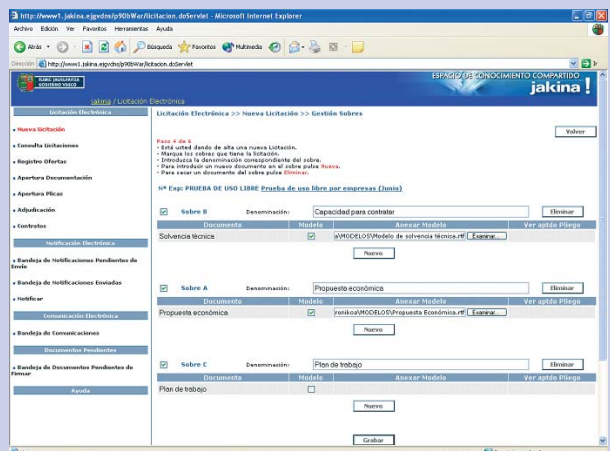 http://www1.jakina.ejgvdns/p90bWar/licitacion.doServlet - Microsoft Internet Explorer
Archivo Edición Ver Favoritos Herramientas Ayuda
Atrás Búsqueda Favoritos Multimedia
Dirección http://www1.jakina.ejgvdns/p90bWar/licitacion.doServlet Ir
EUSKO JAURLARITZA
GOBIERNO VASCO
ESPACIO DE CONOCIMIENTO COMPARTIDO
jakina!
jakina / Licitación Electrónica
Licitación Electrónica
Nueva Licitación
Consulta Licitaciones
Registro Ofertas
Apertura Documentación
Apertura Plicas
Adjudicación
Contratos
Notificación Electrónica
Bandeja de Notificaciones Pendientes de Envío
Bandeja de Notificaciones Enviadas
Notificar
Comunicación Electrónica
Bandeja de Comunicaciones
Documentos Pendientes
Bandeja de Documentos Pendientes de Firmar
Ayuda
Licitación Electrónica >> Nueva Licitación >> Gestión Sobres
Volver
Paso 4 de 6
- Está usted dando de alta una nueva Licitación.
- Marque los sobres que tiene la licitación.
- Introduzca la denominación correspondiente del sobre.
- Para introducir un nuevo documento en el sobre pulse Nuevo.
- Para sacar un documento del sobre pulse Eliminar.
Nº Exp: PRUEBA DE USO LIBRE Prueba de uso libre por empresas (Junio)
Sobre B Denominación: Capacidad para contratar Eliminar
Documento Modelo Anexar Modelo Ver aptdo Pliego
Solvencia técnica a\MODELOS\Modelo de solvencia técnica.rtf Examinar...
Nuevo
Sobre A Denominación: Propuesta económica Eliminar
Documento Modelo Anexar Modelo Ver aptdo Pliego
Propuesta económica ronikoa\MODELOS\Propuesta Económica.rtf Examinar...
Nuevo
Sobre C Denominación: Plan de trabajo Eliminar
Documento Modelo Anexar Modelo Ver aptdo Pliego
Plan de trabajo
Nuevo
Grabar